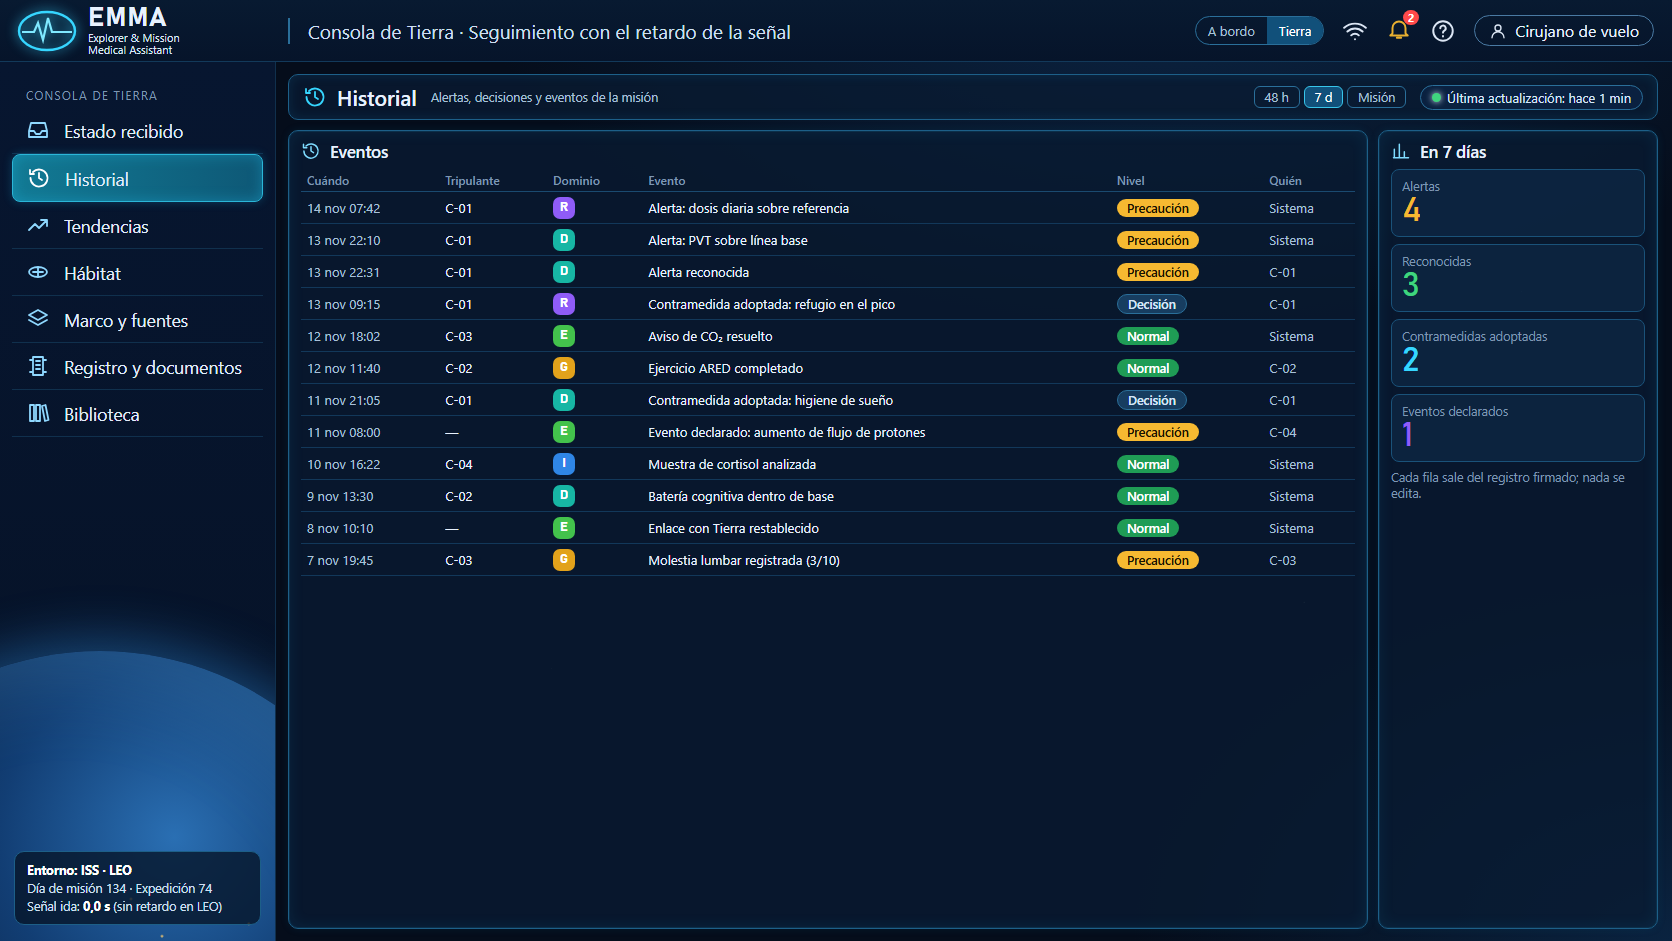 EMMA
Explorer & Mission
Medical Assistant
Consola de Tierra · Seguimiento con el retardo de la señal
A bordo
Tierra
2
Cirujano de vuelo
CONSOLA DE TIERRA
Estado recibido
Historial
Tendencias
Hábitat
Marco y fuentes
Registro y documentos
Biblioteca
Entorno: ISS · LEO
Día de misión 134 · Expedición 74
Señal ida: 0,0 s (sin retardo en LEO)
Historial Alertas, decisiones y eventos de la misión
48 h 7 d Misión
Última actualización: hace 1 min
Eventos
Cuándo Tripulante Dominio Evento Nivel Quién
14 nov 07:42 C-01 R Alerta: dosis diaria sobre referencia Precaución Sistema
13 nov 22:10 C-01 D Alerta: PVT sobre línea base Precaución Sistema
13 nov 22:31 C-01 D Alerta reconocida Precaución C-01
13 nov 09:15 C-01 R Contramedida adoptada: refugio en el pico Decisión C-01
12 nov 18:02 C-03 E Aviso de CO₂ resuelto Normal Sistema
12 nov 11:40 C-02 G Ejercicio ARED completado Normal C-02
11 nov 21:05 C-01 D Contramedida adoptada: higiene de sueño Decisión C-01
11 nov 08:00 — E Evento declarado: aumento de flujo de protones Precaución C-04
10 nov 16:22 C-04 I Muestra de cortisol analizada Normal Sistema
9 nov 13:30 C-02 D Batería cognitiva dentro de base Normal Sistema
8 nov 10:10 — E Enlace con Tierra restablecido Normal Sistema
7 nov 19:45 C-03 G Molestia lumbar registrada (3/10) Precaución C-03
En 7 días
Alertas
4
Reconocidas
3
Contramedidas adoptadas
2
Eventos declarados
1
Cada fila sale del registro firmado; nada se
edita.